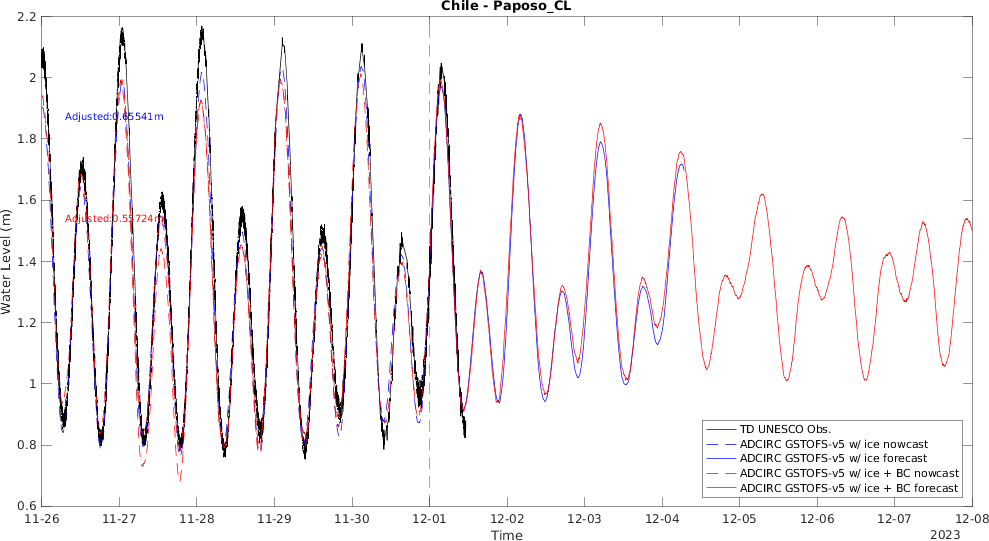 Chile - Paposo_CL
2.2
2
1.8
1.6
1.4
1.2
1
0.8
0.6
Water Level (m)
Adjusted:0.65541m
Adjusted:0.55724m
TD UNESCO Obs.
ADCIRC GSTOFS-v5 w/ ice nowcast
ADCIRC GSTOFS-v5 w/ ice forecast
ADCIRC GSTOFS-v5 w/ ice + BC nowcast
ADCIRC GSTOFS-v5 w/ ice + BC forecast
11-26 11-27 11-28 11-29 11-30 12-01 12-02 12-03 12-04 12-05 12-06 12-07 12-08
Time
2023